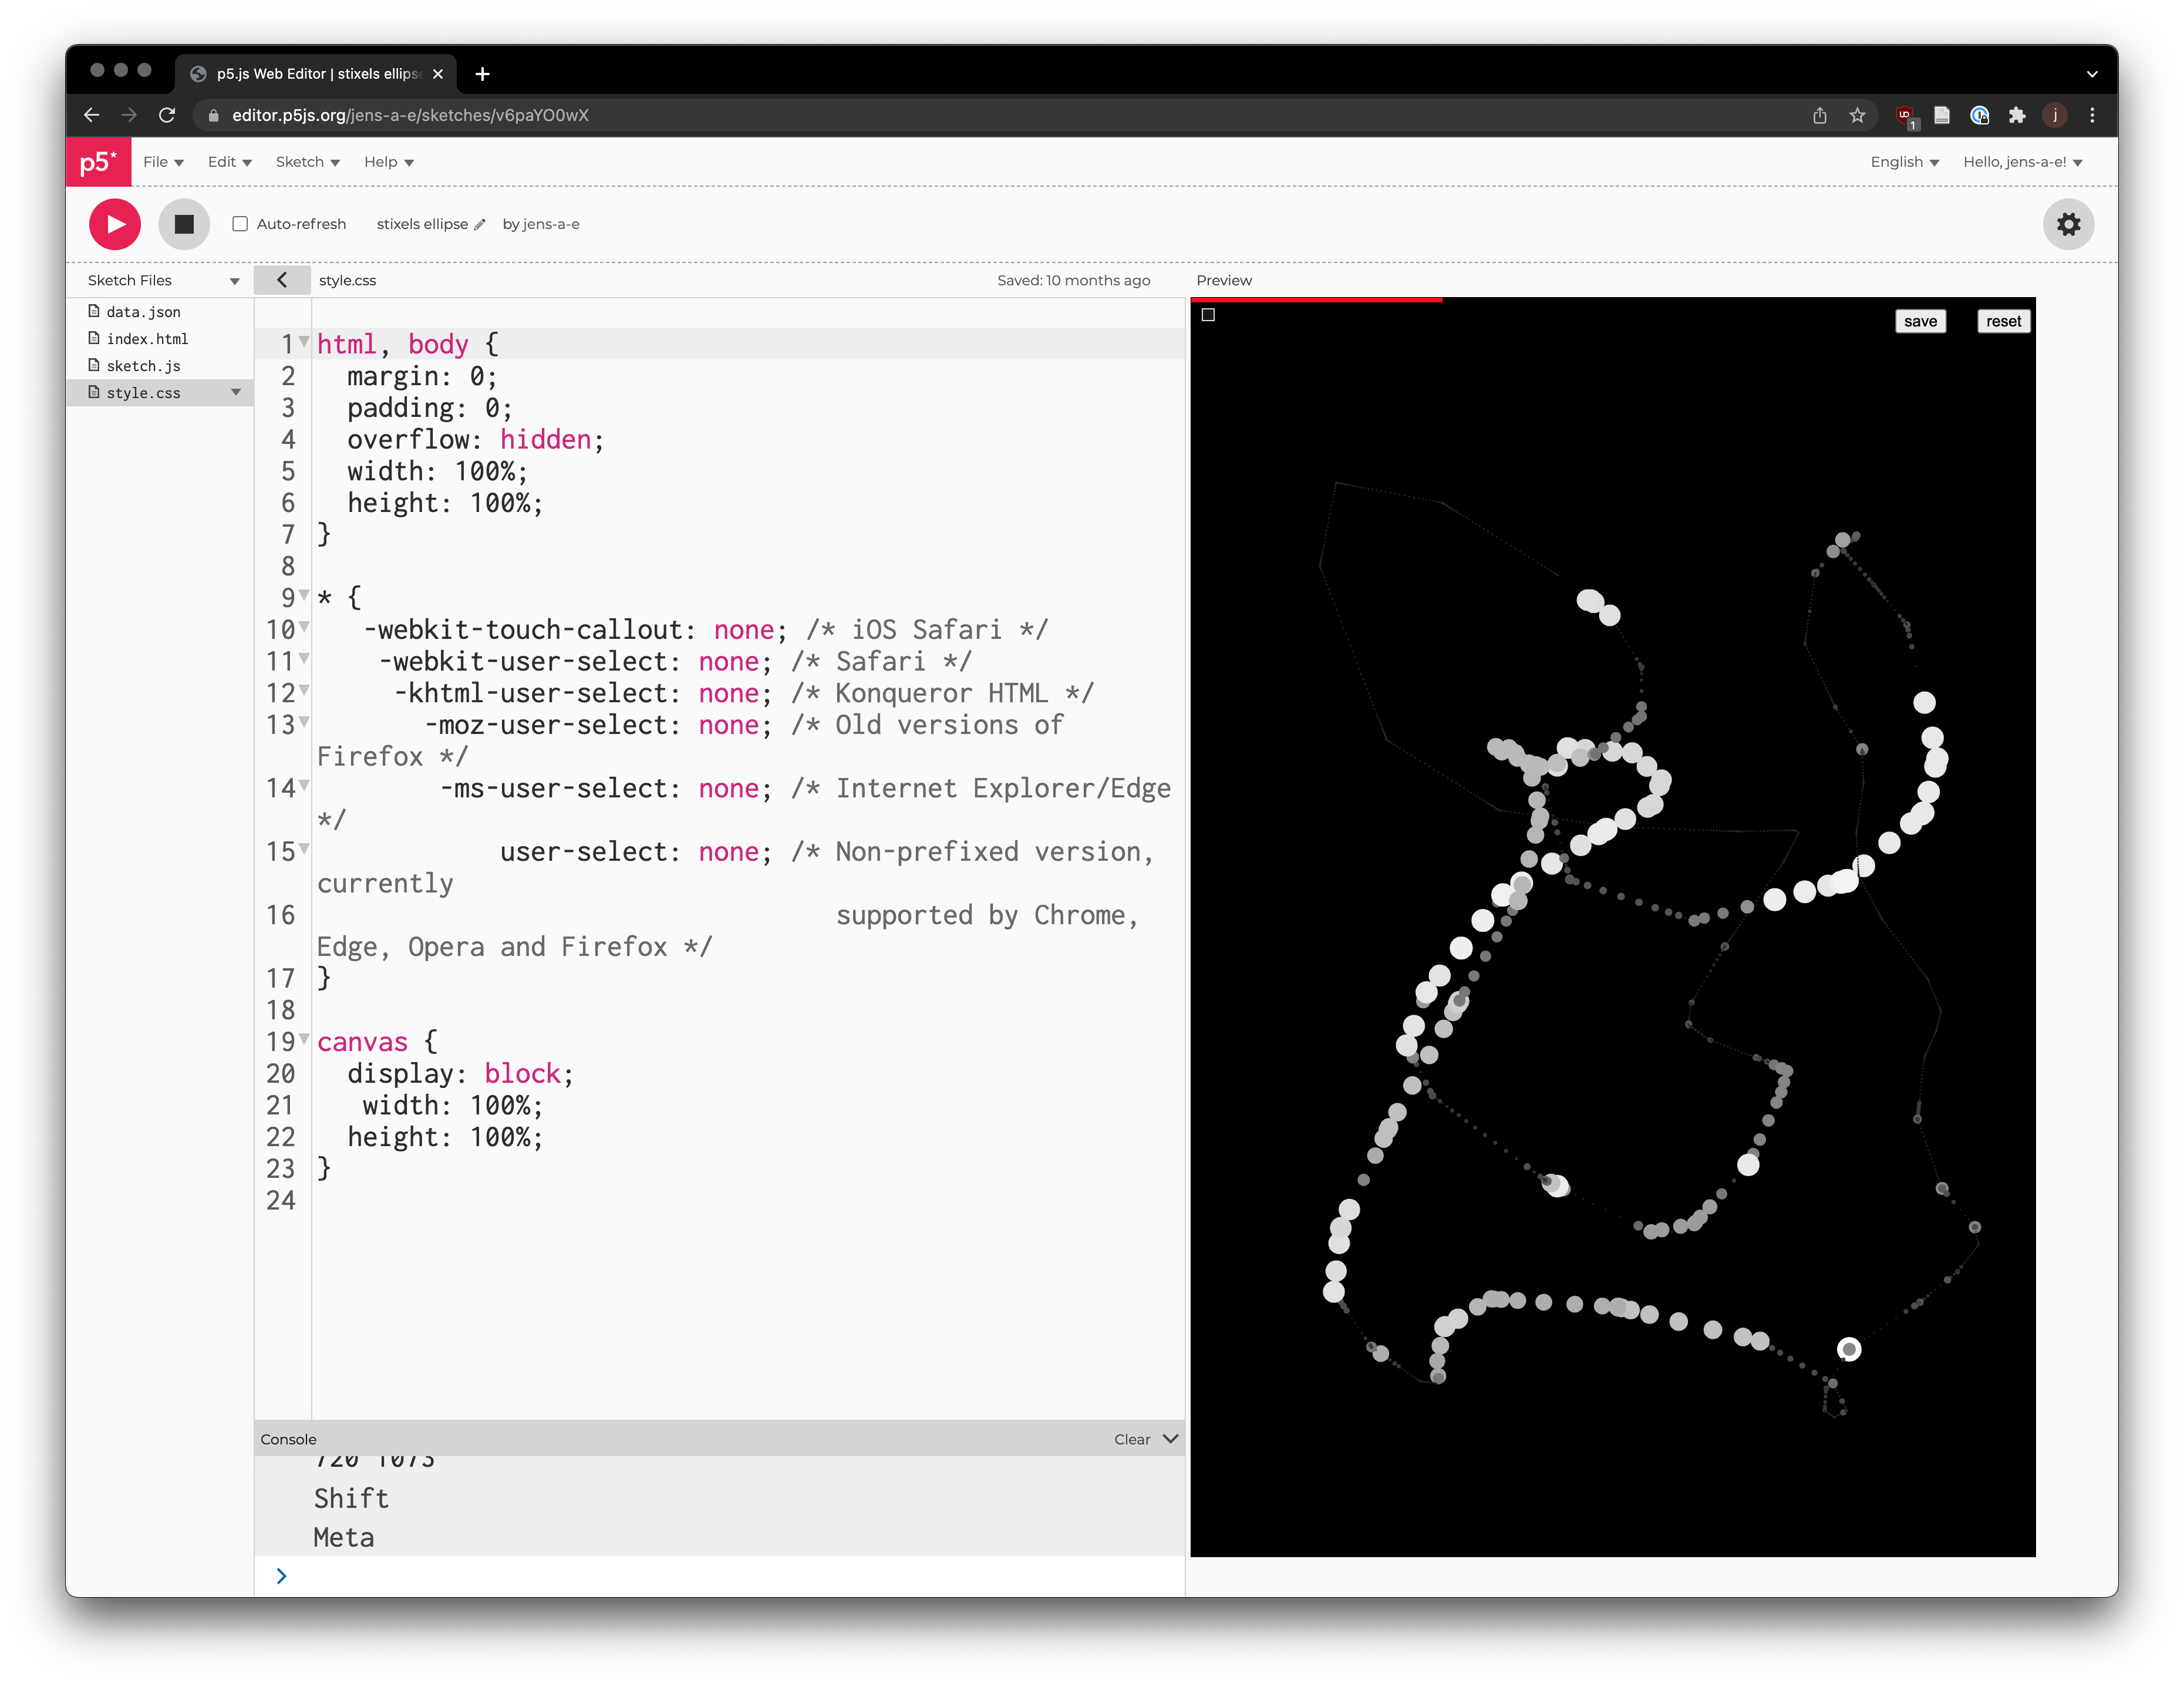 p5.js Web Editor | stixels ellips
editor.p5js.org/jens-a-e/sketches/v6paYO0wX
1
j
p5*
File
Edit
Sketch
Help
English
Hello, jens-a-e!
Auto-refresh
stixels ellipse
by jens-a-e
Sketch Files
style.css
Saved: 10 months ago
Preview
data.json
index.html
sketch.js
style.css
1 html, body {
2 margin: 0;
3 padding: 0;
4 overflow: hidden;
5 width: 100%;
6 height: 100%;
7 }
8
9 * {
10 -webkit-touch-callout: none; /* iOS Safari */
11 -webkit-user-select: none; /* Safari */
12 -khtml-user-select: none; /* Konqueror HTML */
13 -moz-user-select: none; /* Old versions of
Firefox */
14 -ms-user-select: none; /* Internet Explorer/Edge
*/
15 user-select: none; /* Non-prefixed version,
currently
16 supported by Chrome,
Edge, Opera and Firefox */
17 }
18
19 canvas {
20 display: block;
21 width: 100%;
22 height: 100%;
23 }
24
save
reset
Console
Clear
720 1073
Shift
Meta